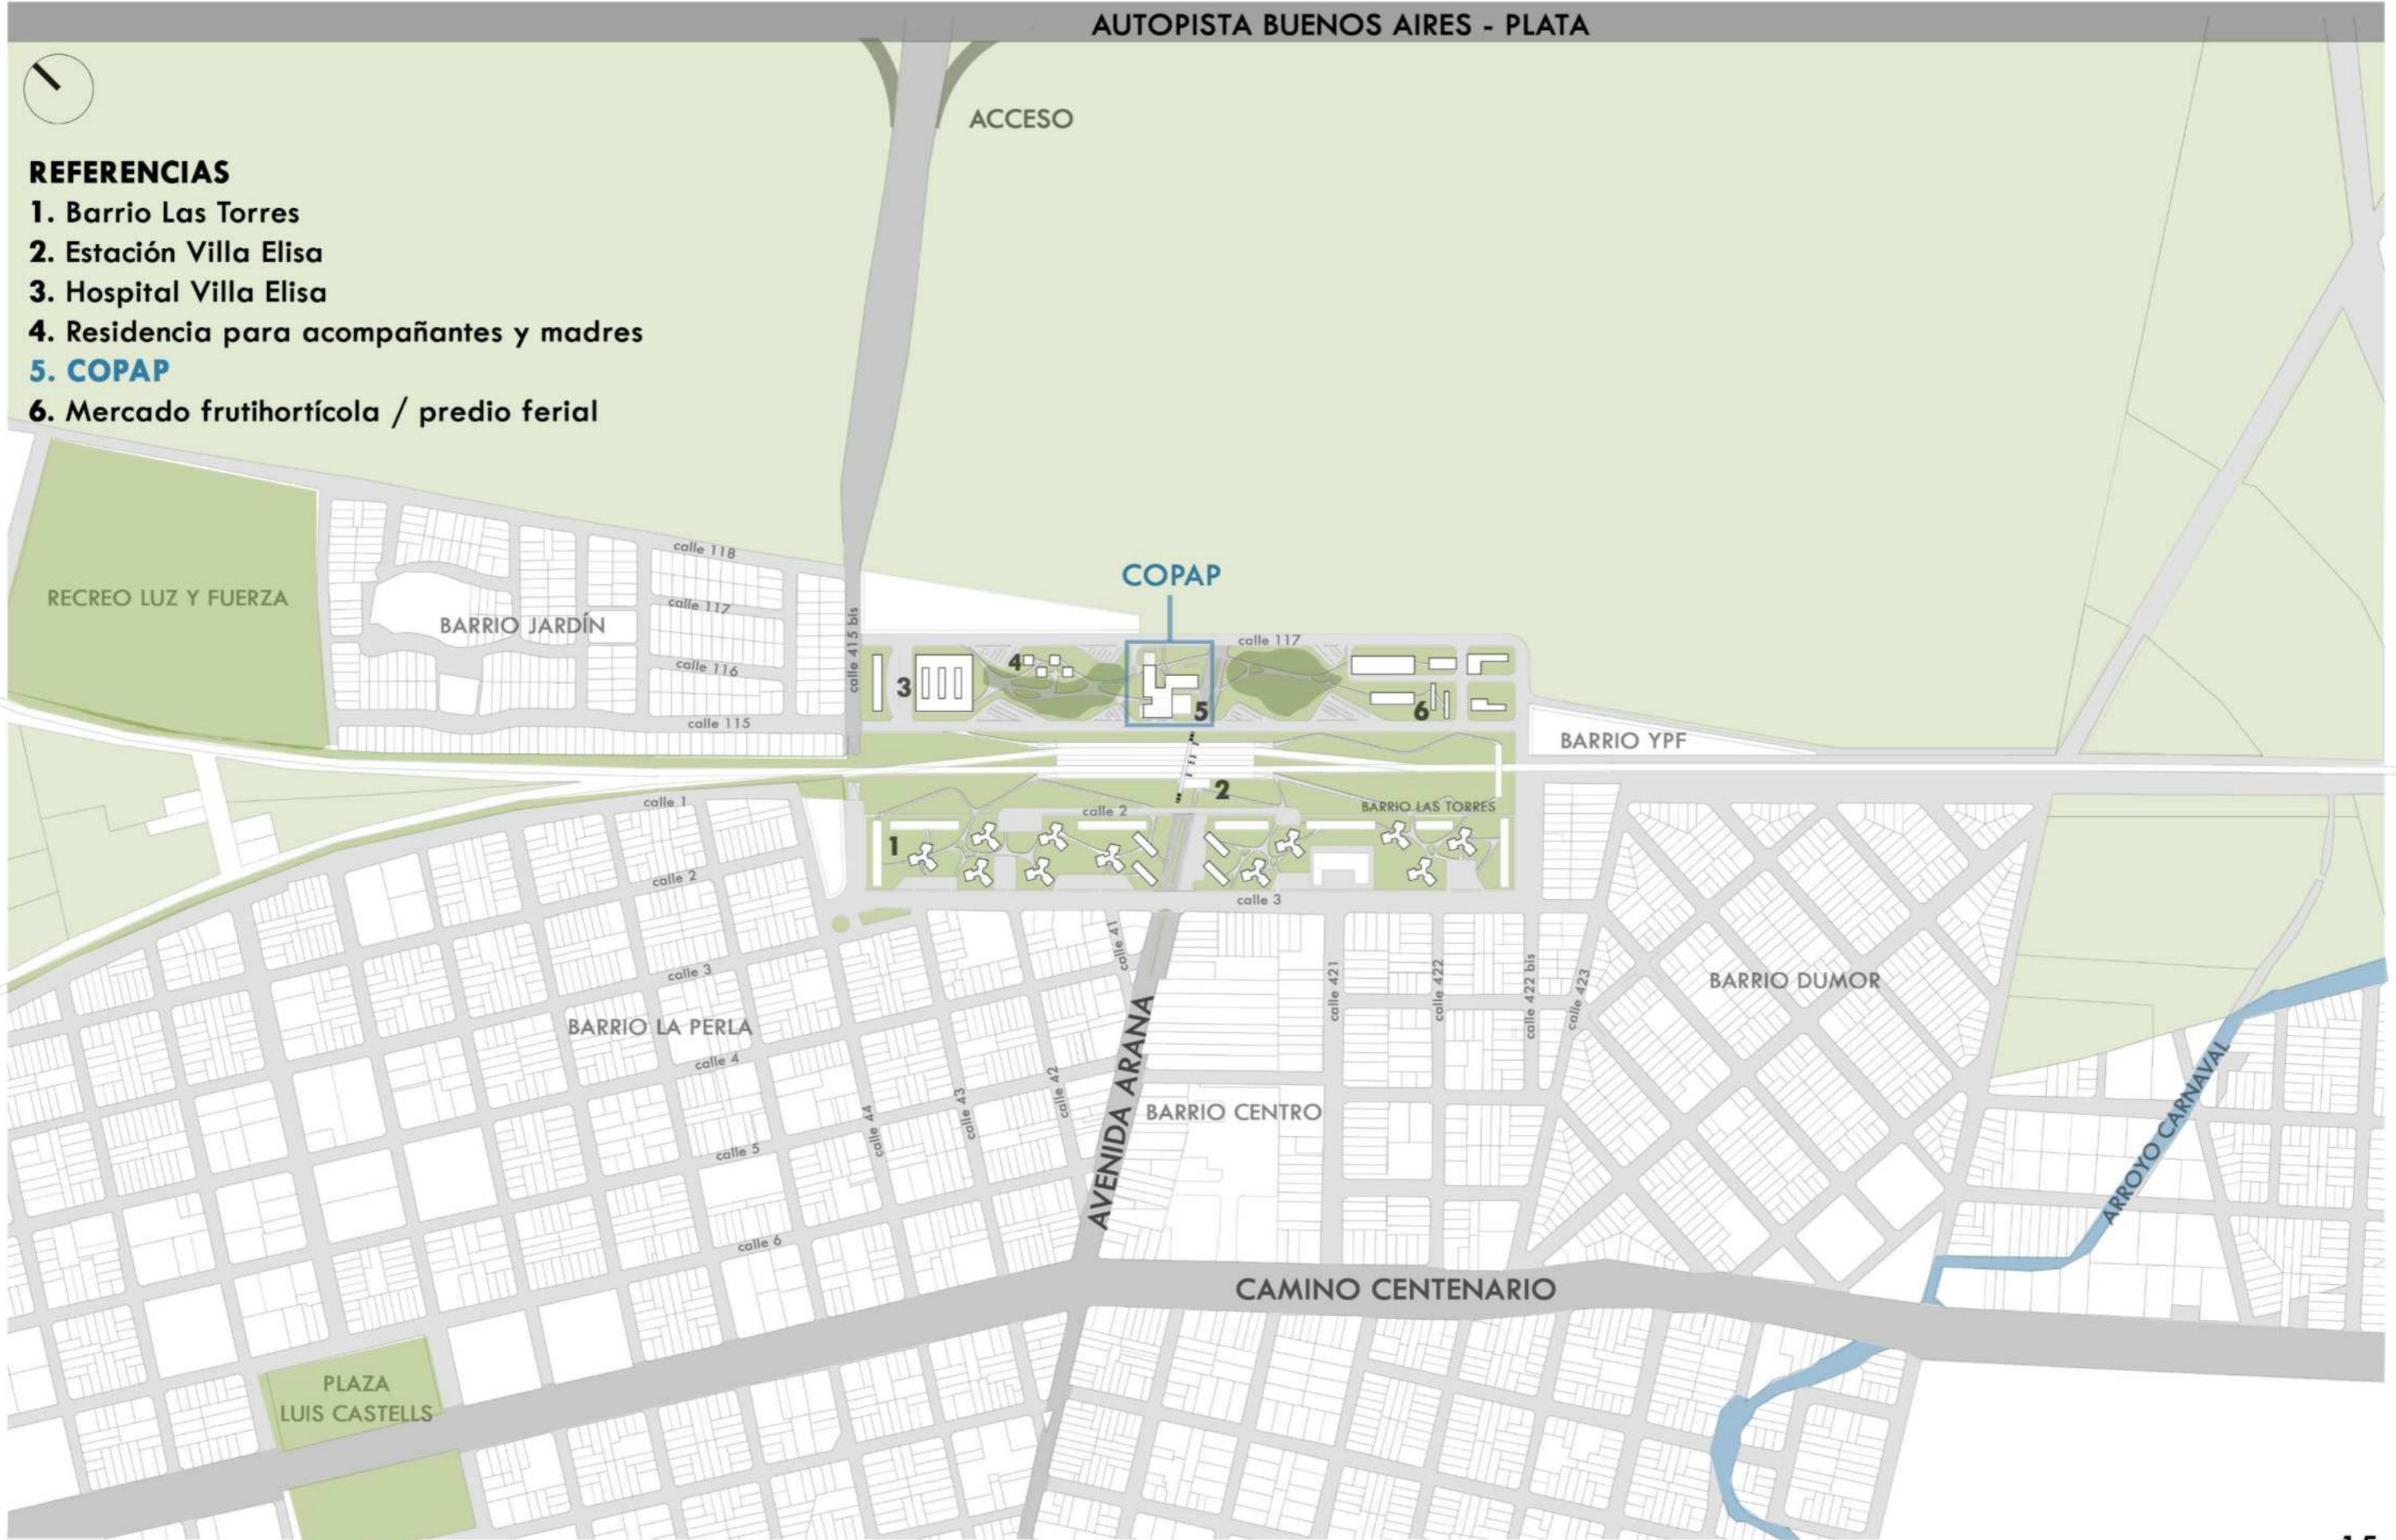 AUTOPISTA BUENOS AIRES - PLATA
ACCESO
REFERENCIAS
1. Barrio Las Torres
2. Estación Villa Elisa
3. Hospital Villa Elisa
4. Residencia para acompañantes y madres
5. COPAP
6. Mercado frutihortícola / predio ferial
calle 118
COPAP
RECREO LUZ Y FUERZA
calle 117
BARRIO JARDÍN
calle 415 bis
calle 117
calle 116
4
3
5
6
calle 115
BARRIO YPF
2
calle 1
calle 2
BARRIO LAS TORRES
1
calle 2
calle 3
calle 41
calle 3
calle 421
calle 422
calle 422 bis
calle 423
BARRIO DUMOR
BARRIO LA PERLA
calle 4
AVENIDA ARANA
calle 44
calle 43
calle 42
BARRIO CENTRO
calle 5
ARROYO CARNAVAL
calle 6
CAMINO CENTENARIO
PLAZA
LUIS CASTELLS